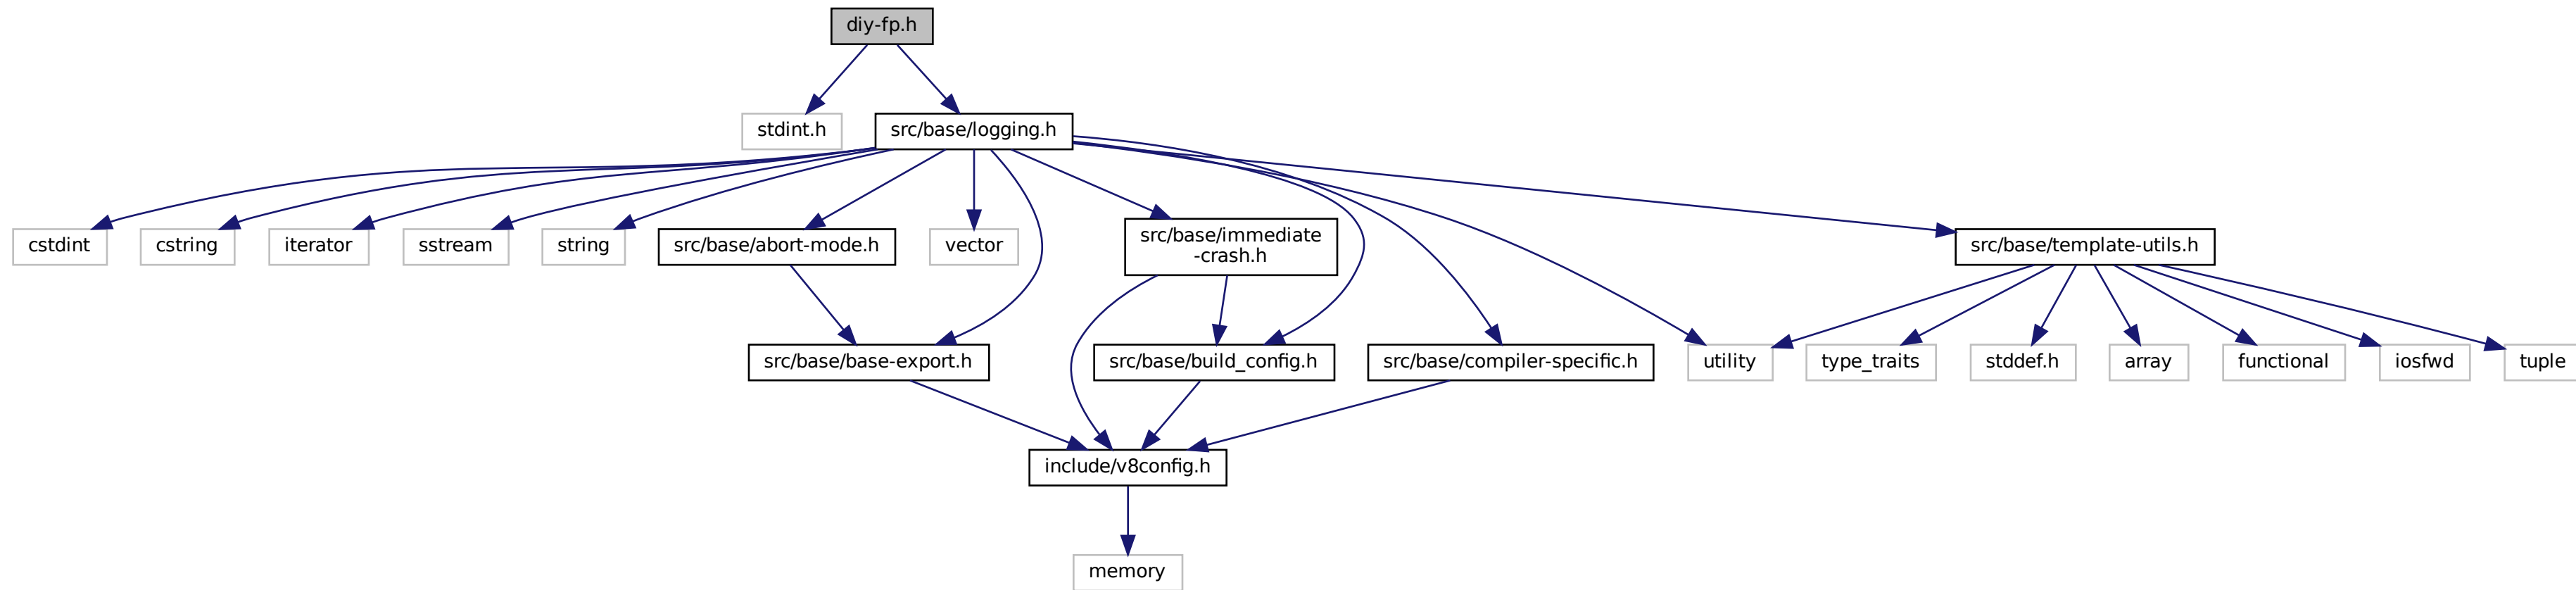 diy-fp.h
stdint.h
src/base/logging.h
cstdint
cstring
iterator
sstream
string
src/base/abort-mode.h
vector
src/base/immediate
-crash.h
src/base/template-utils.h
src/base/base-export.h
src/base/build_config.h
src/base/compiler-specific.h
utility
type_traits
stddef.h
array
functional
iosfwd
tuple
include/v8config.h
memory